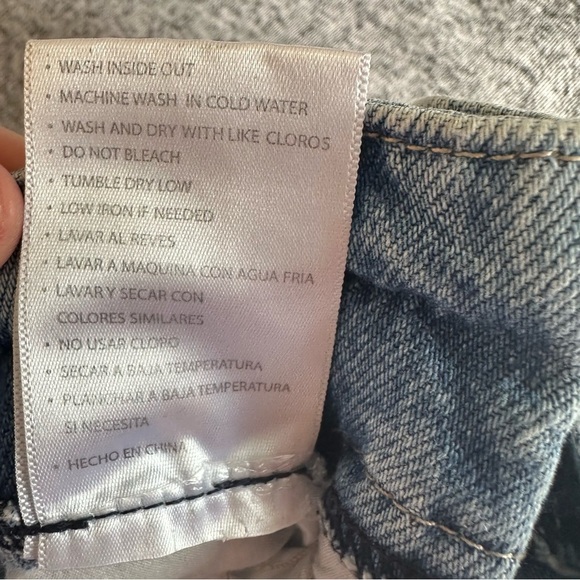 • WASH INSIDE OUT
• MACHINE WASH IN COLD WATER
• WASH AND DRY WITH LIKE CLOROS
• DO NOT BLEACH
• TUMBLE DRY LOW
• LOW IRON IF NEEDED
• LAVAR AL REVES
• LAVAR A MAQUINA CON AGUA FRIA
• LAVAR Y SECAR CON
COLORES SIMILARES
• NO USAR CLOPO
• SECAR A BAJA TEMPERATURA
• PLANCHAR A BAJA TEMPERATURA
SI NECESITA
• HECHO EN CHINA